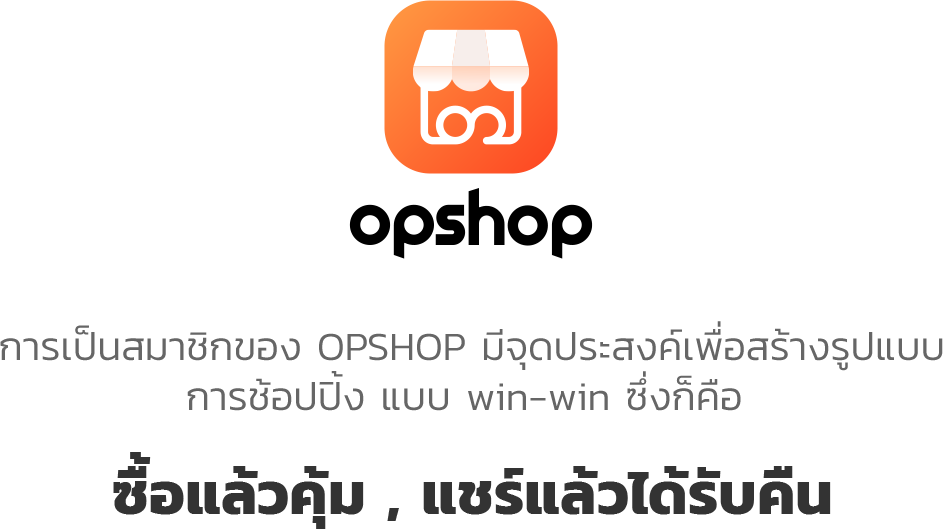 opshop
การเป็นสมาชิกของ OPSHOP มีจุดประสงค์เพื่อสร้างรูปแบบ
การช้อปปิ้ง แบบ win-win ซึ่งก็คือ
ซื้อแล้วคุ้ม , แชร์แล้วได้รับคืน